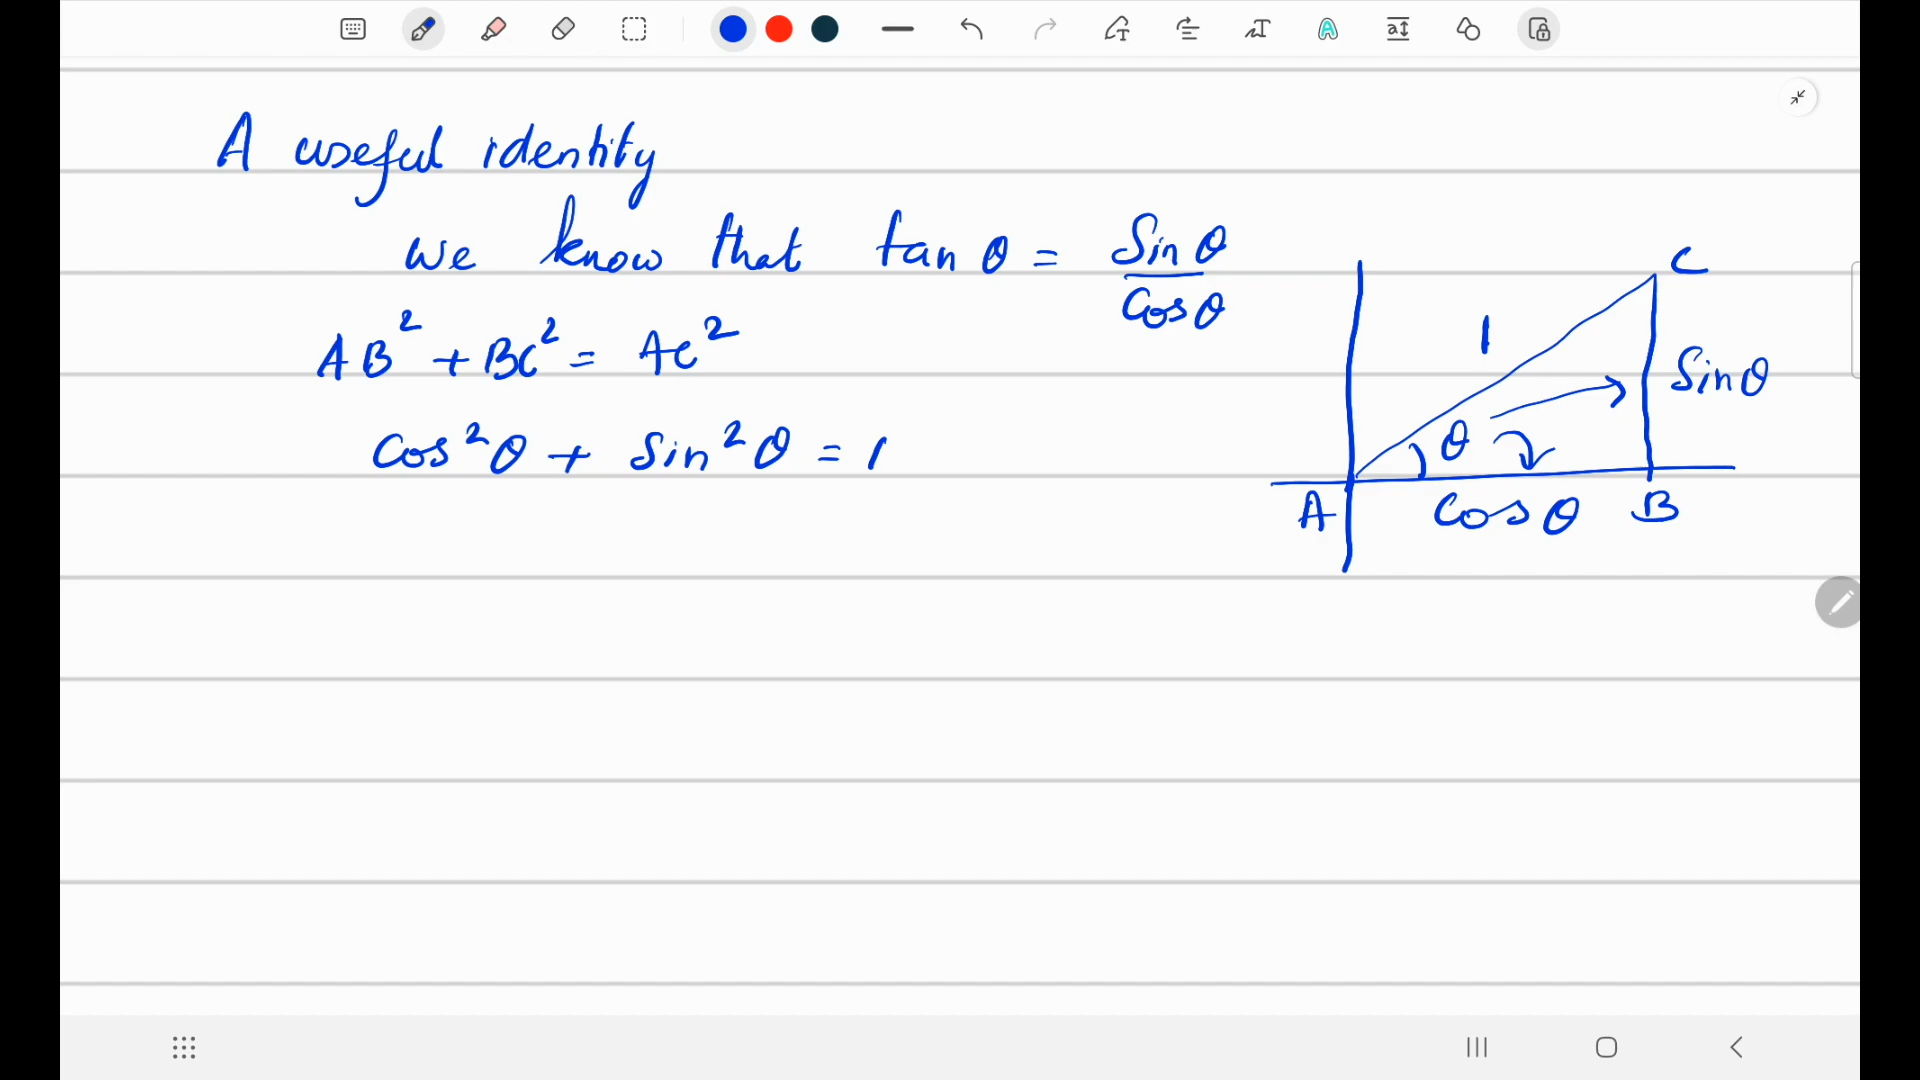 A useful identity
we know that tan θ = Sin θ / Cos θ
AB² + BC² = AC²
Cos²θ + Sin²θ = 1
C
1
Sin θ
θ
A
Cos θ
B